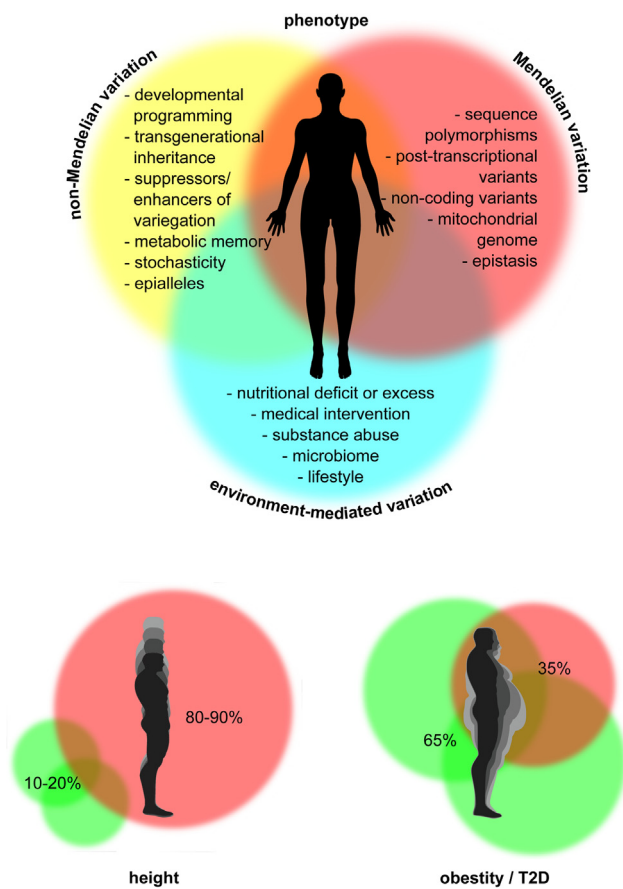 phenotype
non-Mendelian variation
Mendelian variation
- developmental
programming
- transgenerational
inheritance
- suppressors/
enhancers of
variegation
- metabolic memory
- stochasticity
- epialleles
- sequence
polymorphisms
- post-transcriptional
variants
- non-coding variants
- mitochondrial
genome
- epistasis
- nutritional deficit or excess
- medical intervention
- substance abuse
- microbiome
- lifestyle
environment-mediated variation
80-90%
10-20%
35%
65%
height
obestity / T2D